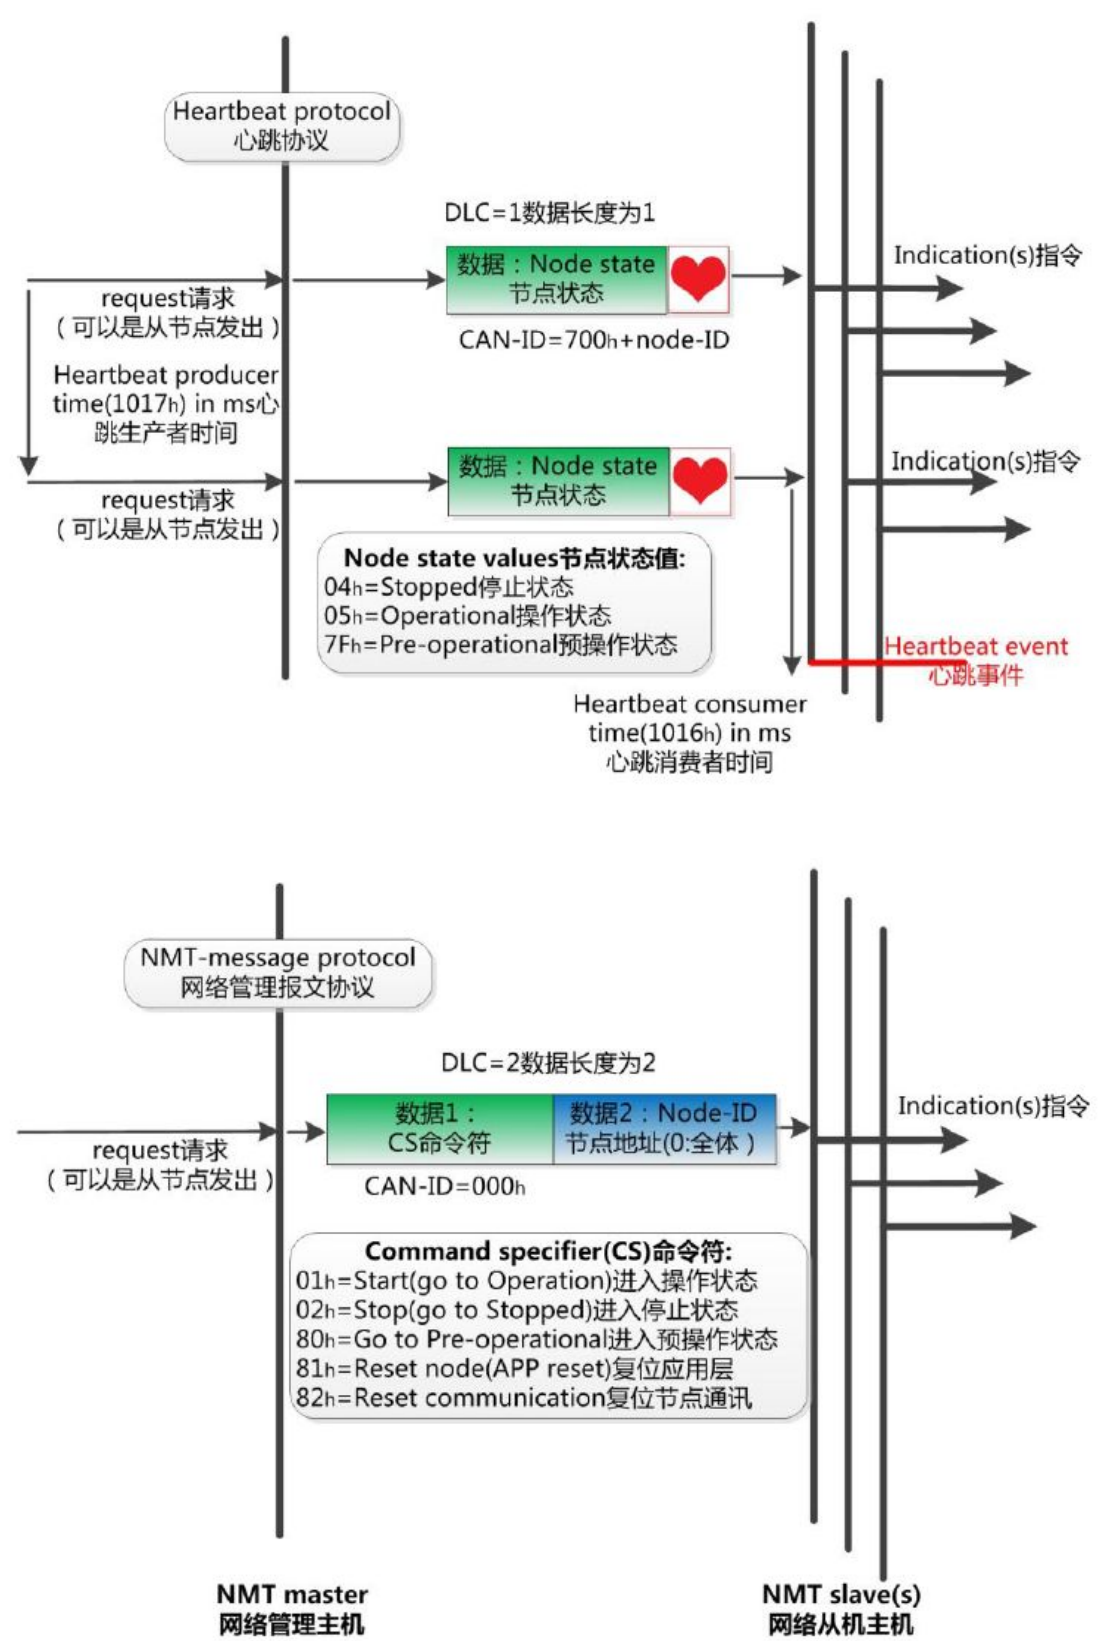 Heartbeat protocol
心跳协议
DLC=1数据长度为1
数据：Node state
节点状态
Indication(s)指令
request请求
（可以是从节点发出）
CAN-ID=700h+node-ID
Heartbeat producer
time(1017h) in ms心
跳生产者时间
数据：Node state
节点状态
Indication(s)指令
request请求
（可以是从节点发出）
Node state values节点状态值:
04h=Stopped停止状态
05h=Operational操作状态
7Fh=Pre-operational预操作状态
Heartbeat event
心跳事件
Heartbeat consumer
time(1016h) in ms
心跳消费者时间
NMT-message protocol
网络管理报文协议
DLC=2数据长度为2
数据1：
CS命令符
数据2：Node-ID
节点地址(0:全体）
Indication(s)指令
request请求
（可以是从节点发出）
CAN-ID=000h
Command specifier(CS)命令符:
01h=Start(go to Operation)进入操作状态
02h=Stop(go to Stopped)进入停止状态
80h=Go to Pre-operational进入预操作状态
81h=Reset node(APP reset)复位应用层
82h=Reset communication复位节点通讯
NMT master
网络管理主机
NMT slave(s)
网络从机主机